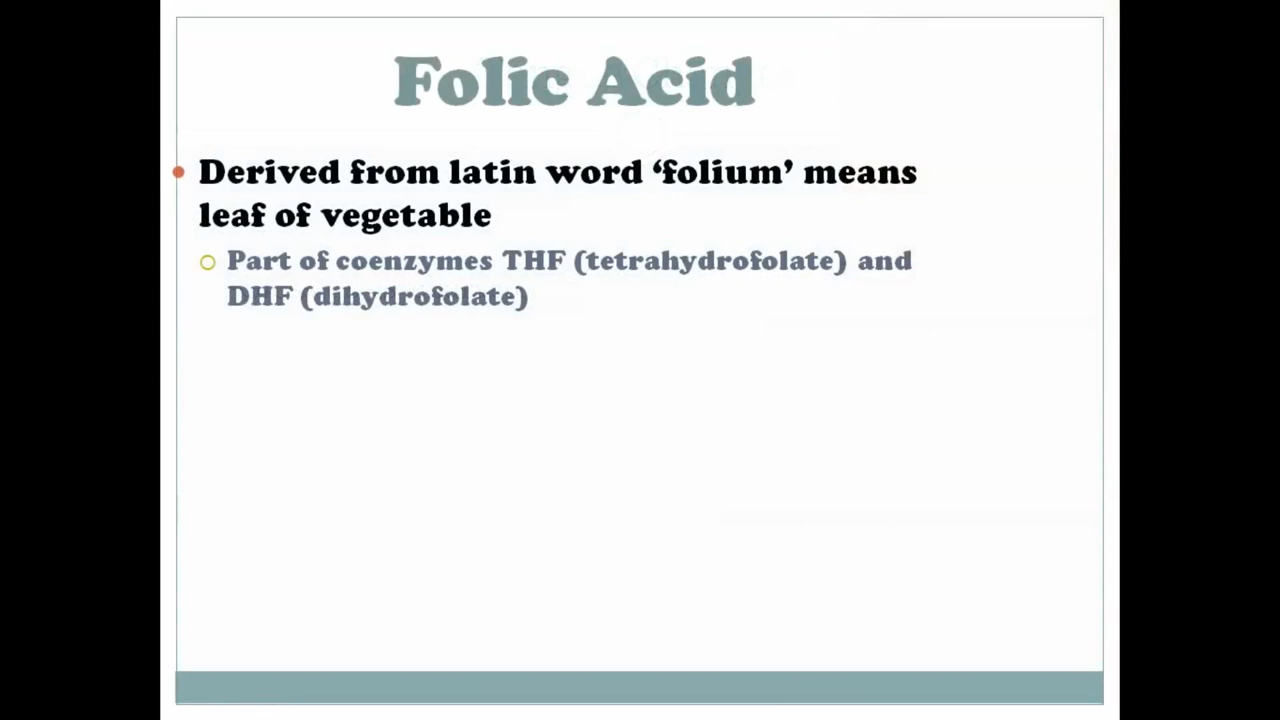 Folic Acid
Derived from latin word ‘folium’ means
leaf of vegetable
Part of coenzymes THF (tetrahydrofolate) and
DHF (dihydrofolate)